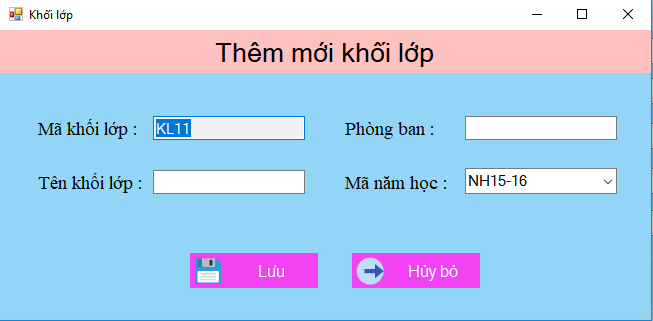 Khối lớp
Thêm mới khối lớp
Mã khối lớp : KL11 Phòng ban :
Tên khối lớp : Mã năm học : NH15-16
Lưu Hủy bỏ